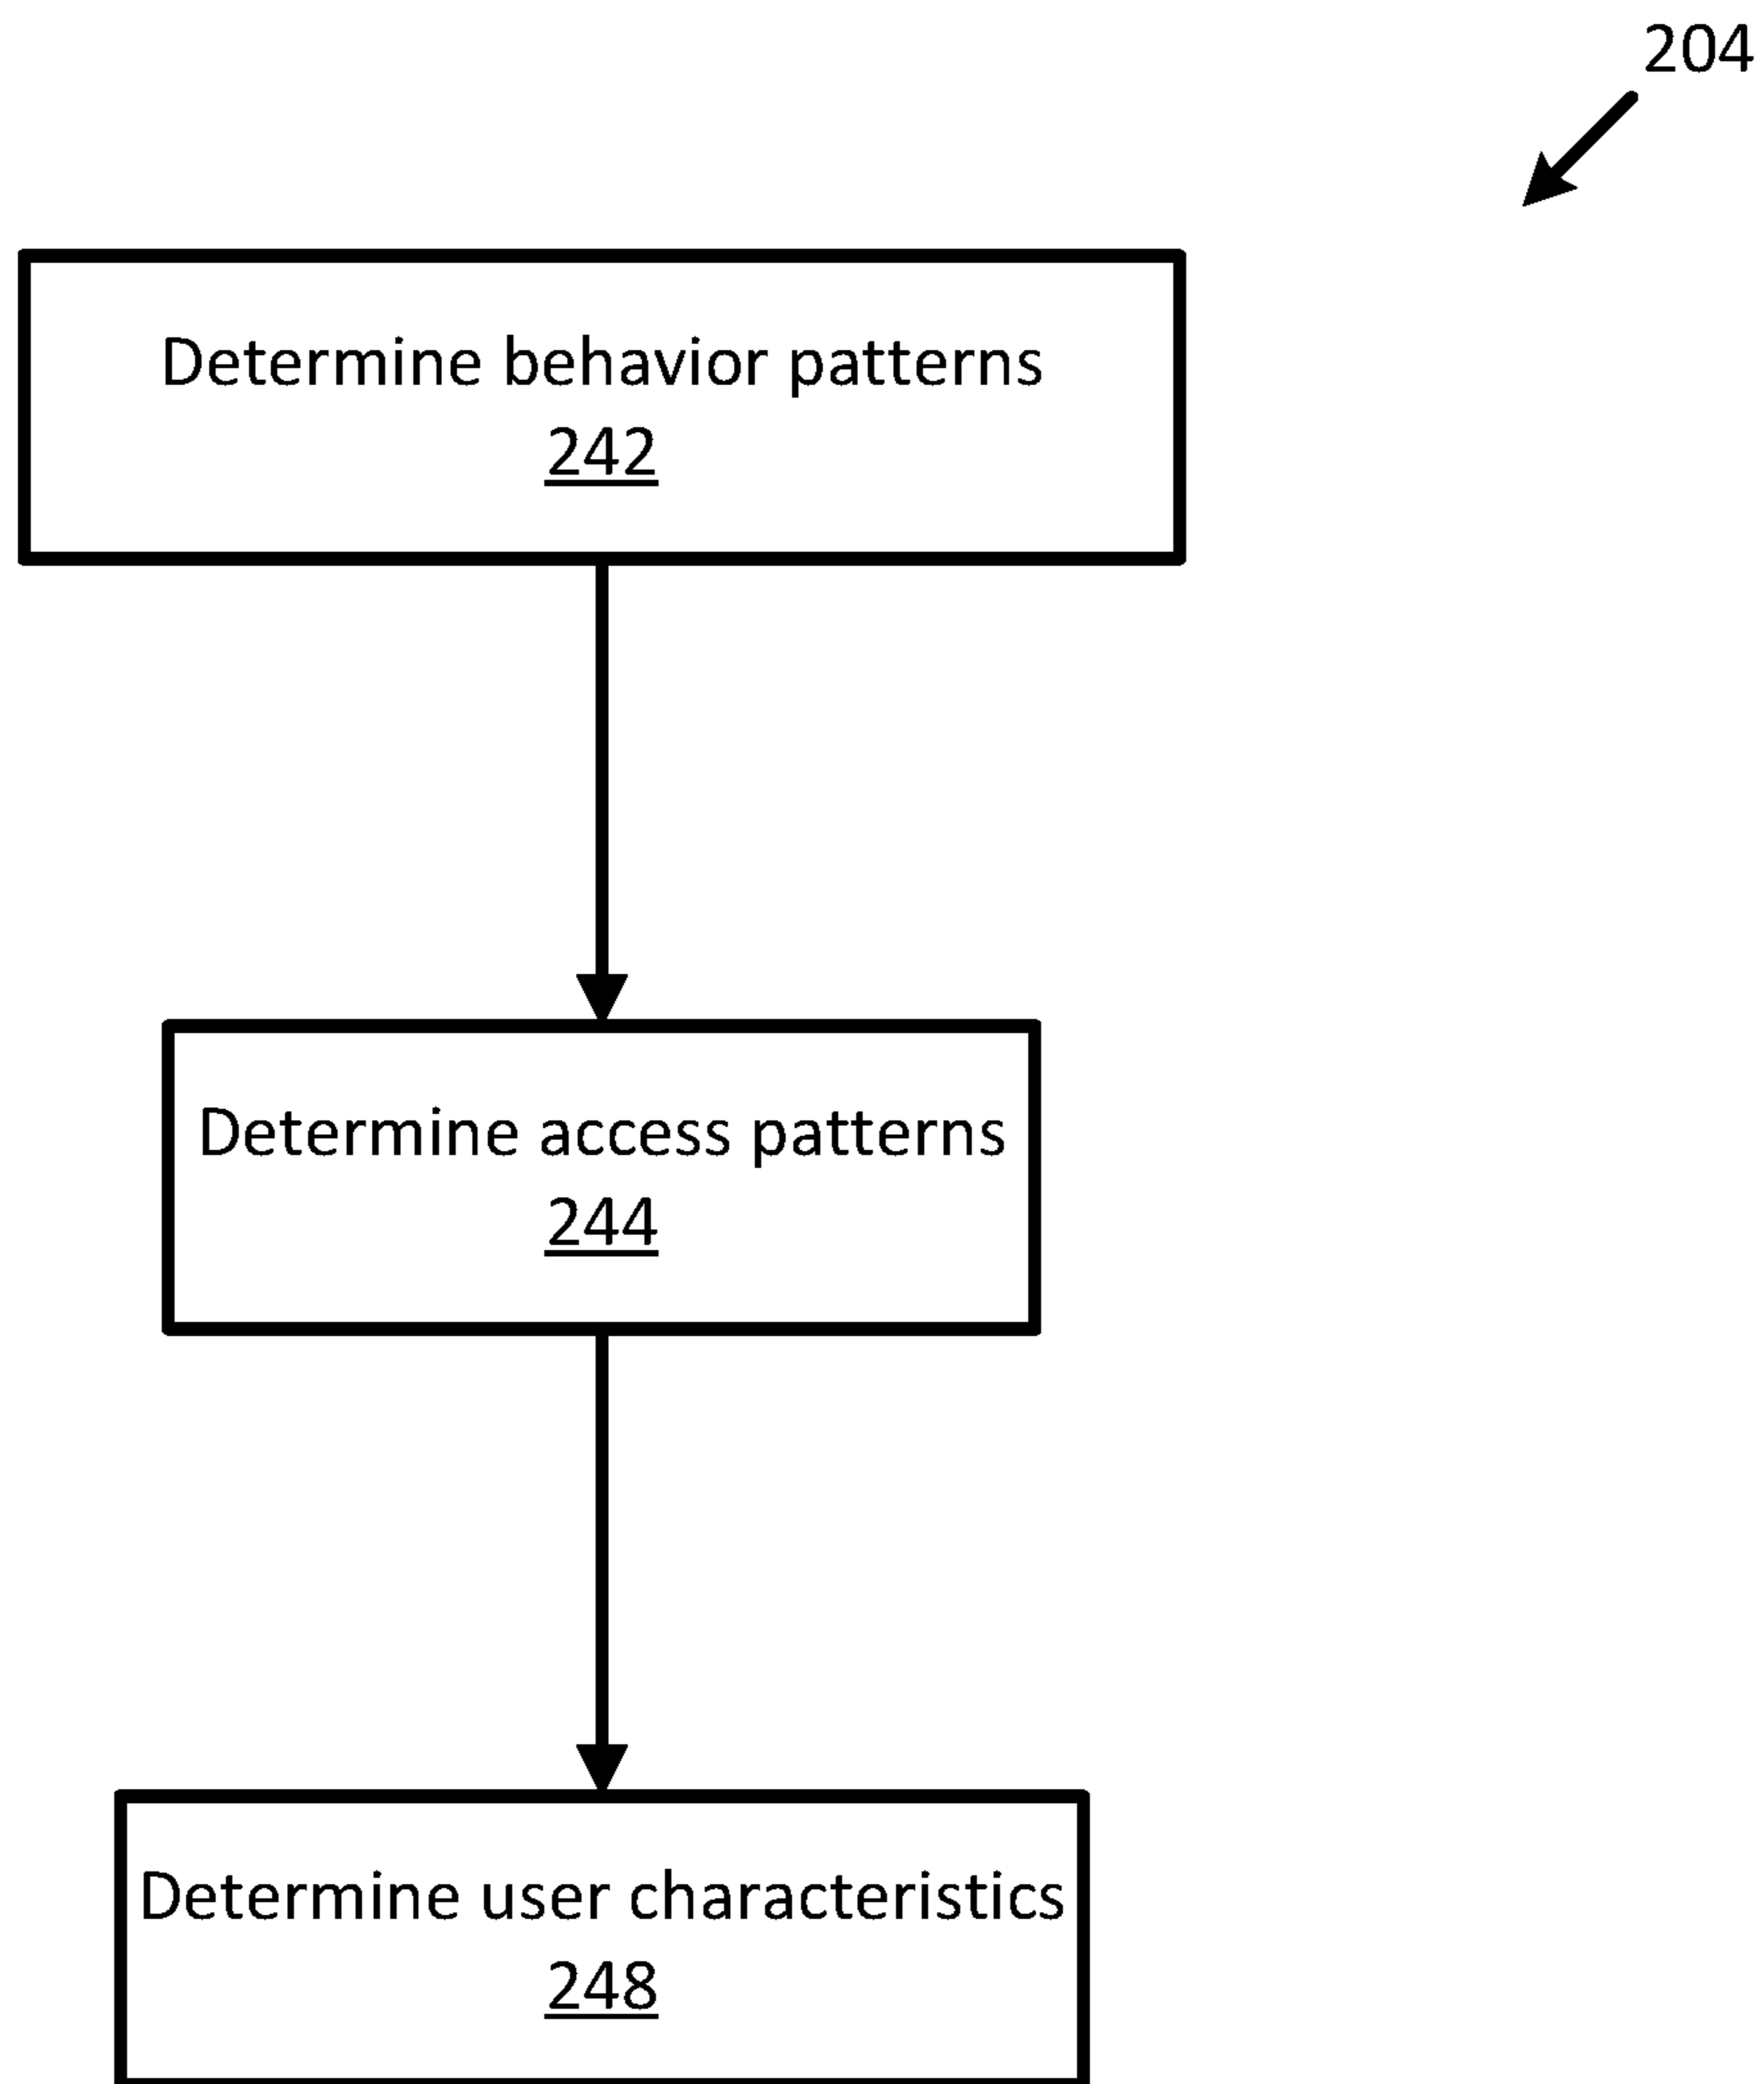 204
Determine behavior patterns
242
Determine access patterns
244
Determine user characteristics
248